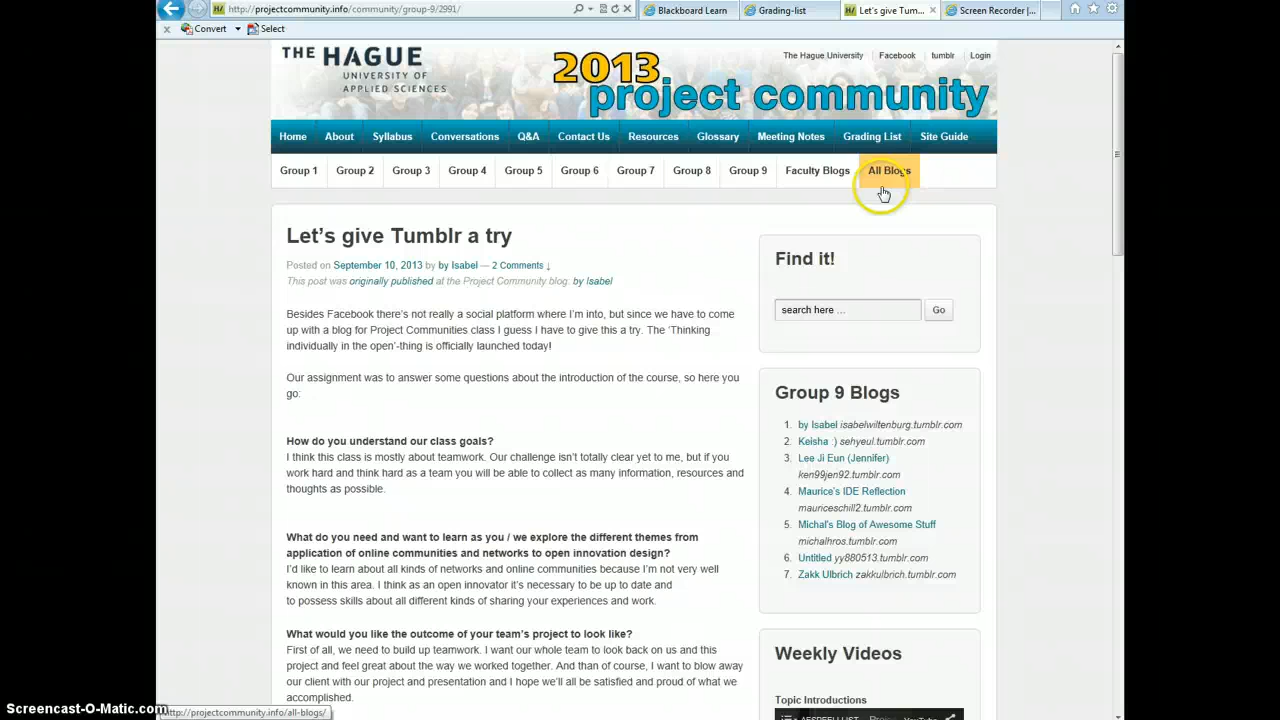 http://projectcommunity.info/community/group-9/2991/
Blackboard Learn
Grading-list
Let's give Tum...
Screen Recorder |...
Convert
Select
THE HAGUE
UNIVERSITY OF
APPLIED SCIENCES
2013
project community
The Hague University
Facebook
tumblr
Login
Home
About
Syllabus
Conversations
Q&A
Contact Us
Resources
Glossary
Meeting Notes
Grading List
Site Guide
Group 1
Group 2
Group 3
Group 4
Group 5
Group 6
Group 7
Group 8
Group 9
Faculty Blogs
All Blogs
Let's give Tumblr a try
Posted on September 10, 2013 by by Isabel — 2 Comments ↓
This post was originally published at the Project Community blog. by Isabel
Besides Facebook there's not really a social platform where I'm into, but since we have to come
up with a blog for Project Communities class I guess I have to give this a try. The 'Thinking
individually in the open'-thing is officially launched today!
Our assignment was to answer some questions about the introduction of the course, so here you
go:
How do you understand our class goals?
I think this class is mostly about teamwork. Our challenge isn't totally clear yet to me, but if you
work hard and think hard as a team you will be able to collect as many information, resources and
thoughts as possible.
What do you need and want to learn as you / we explore the different themes from
application of online communities and networks to open innovation design?
I'd like to learn about all kinds of networks and online communities because I'm not very well
known in this area. I think as an open innovator it's necessary to be up to date and
to possess skills about all different kinds of sharing your experiences and work.
What would you like the outcome of your team's project to look like?
First of all, we need to build up teamwork. I want our whole team to look back on us and this
project and feel great about the way we worked together. And than of course, I want to blow away
our client with our project and presentation and I hope we'll all be satisfied and proud of what we
accomplished.
Find it!
search here ...
Go
Group 9 Blogs
1. by Isabel isabelwiltenburg.tumblr.com
2. Keisha :) sehyeul.tumblr.com
3. Lee Ji Eun (Jennifer)
ken99jen92.tumblr.com
4. Maurice's IDE Reflection
mauriceschill2.tumblr.com
5. Michal's Blog of Awesome Stuff
michalhros.tumblr.com
6. Untitled yy880513.tumblr.com
7. Zakk Ulbrich zakkulbrich.tumblr.com
Weekly Videos
Topic Introductions
YouTube
http://projectcommunity.info/all-blogs/
Screencast-O-Matic.com